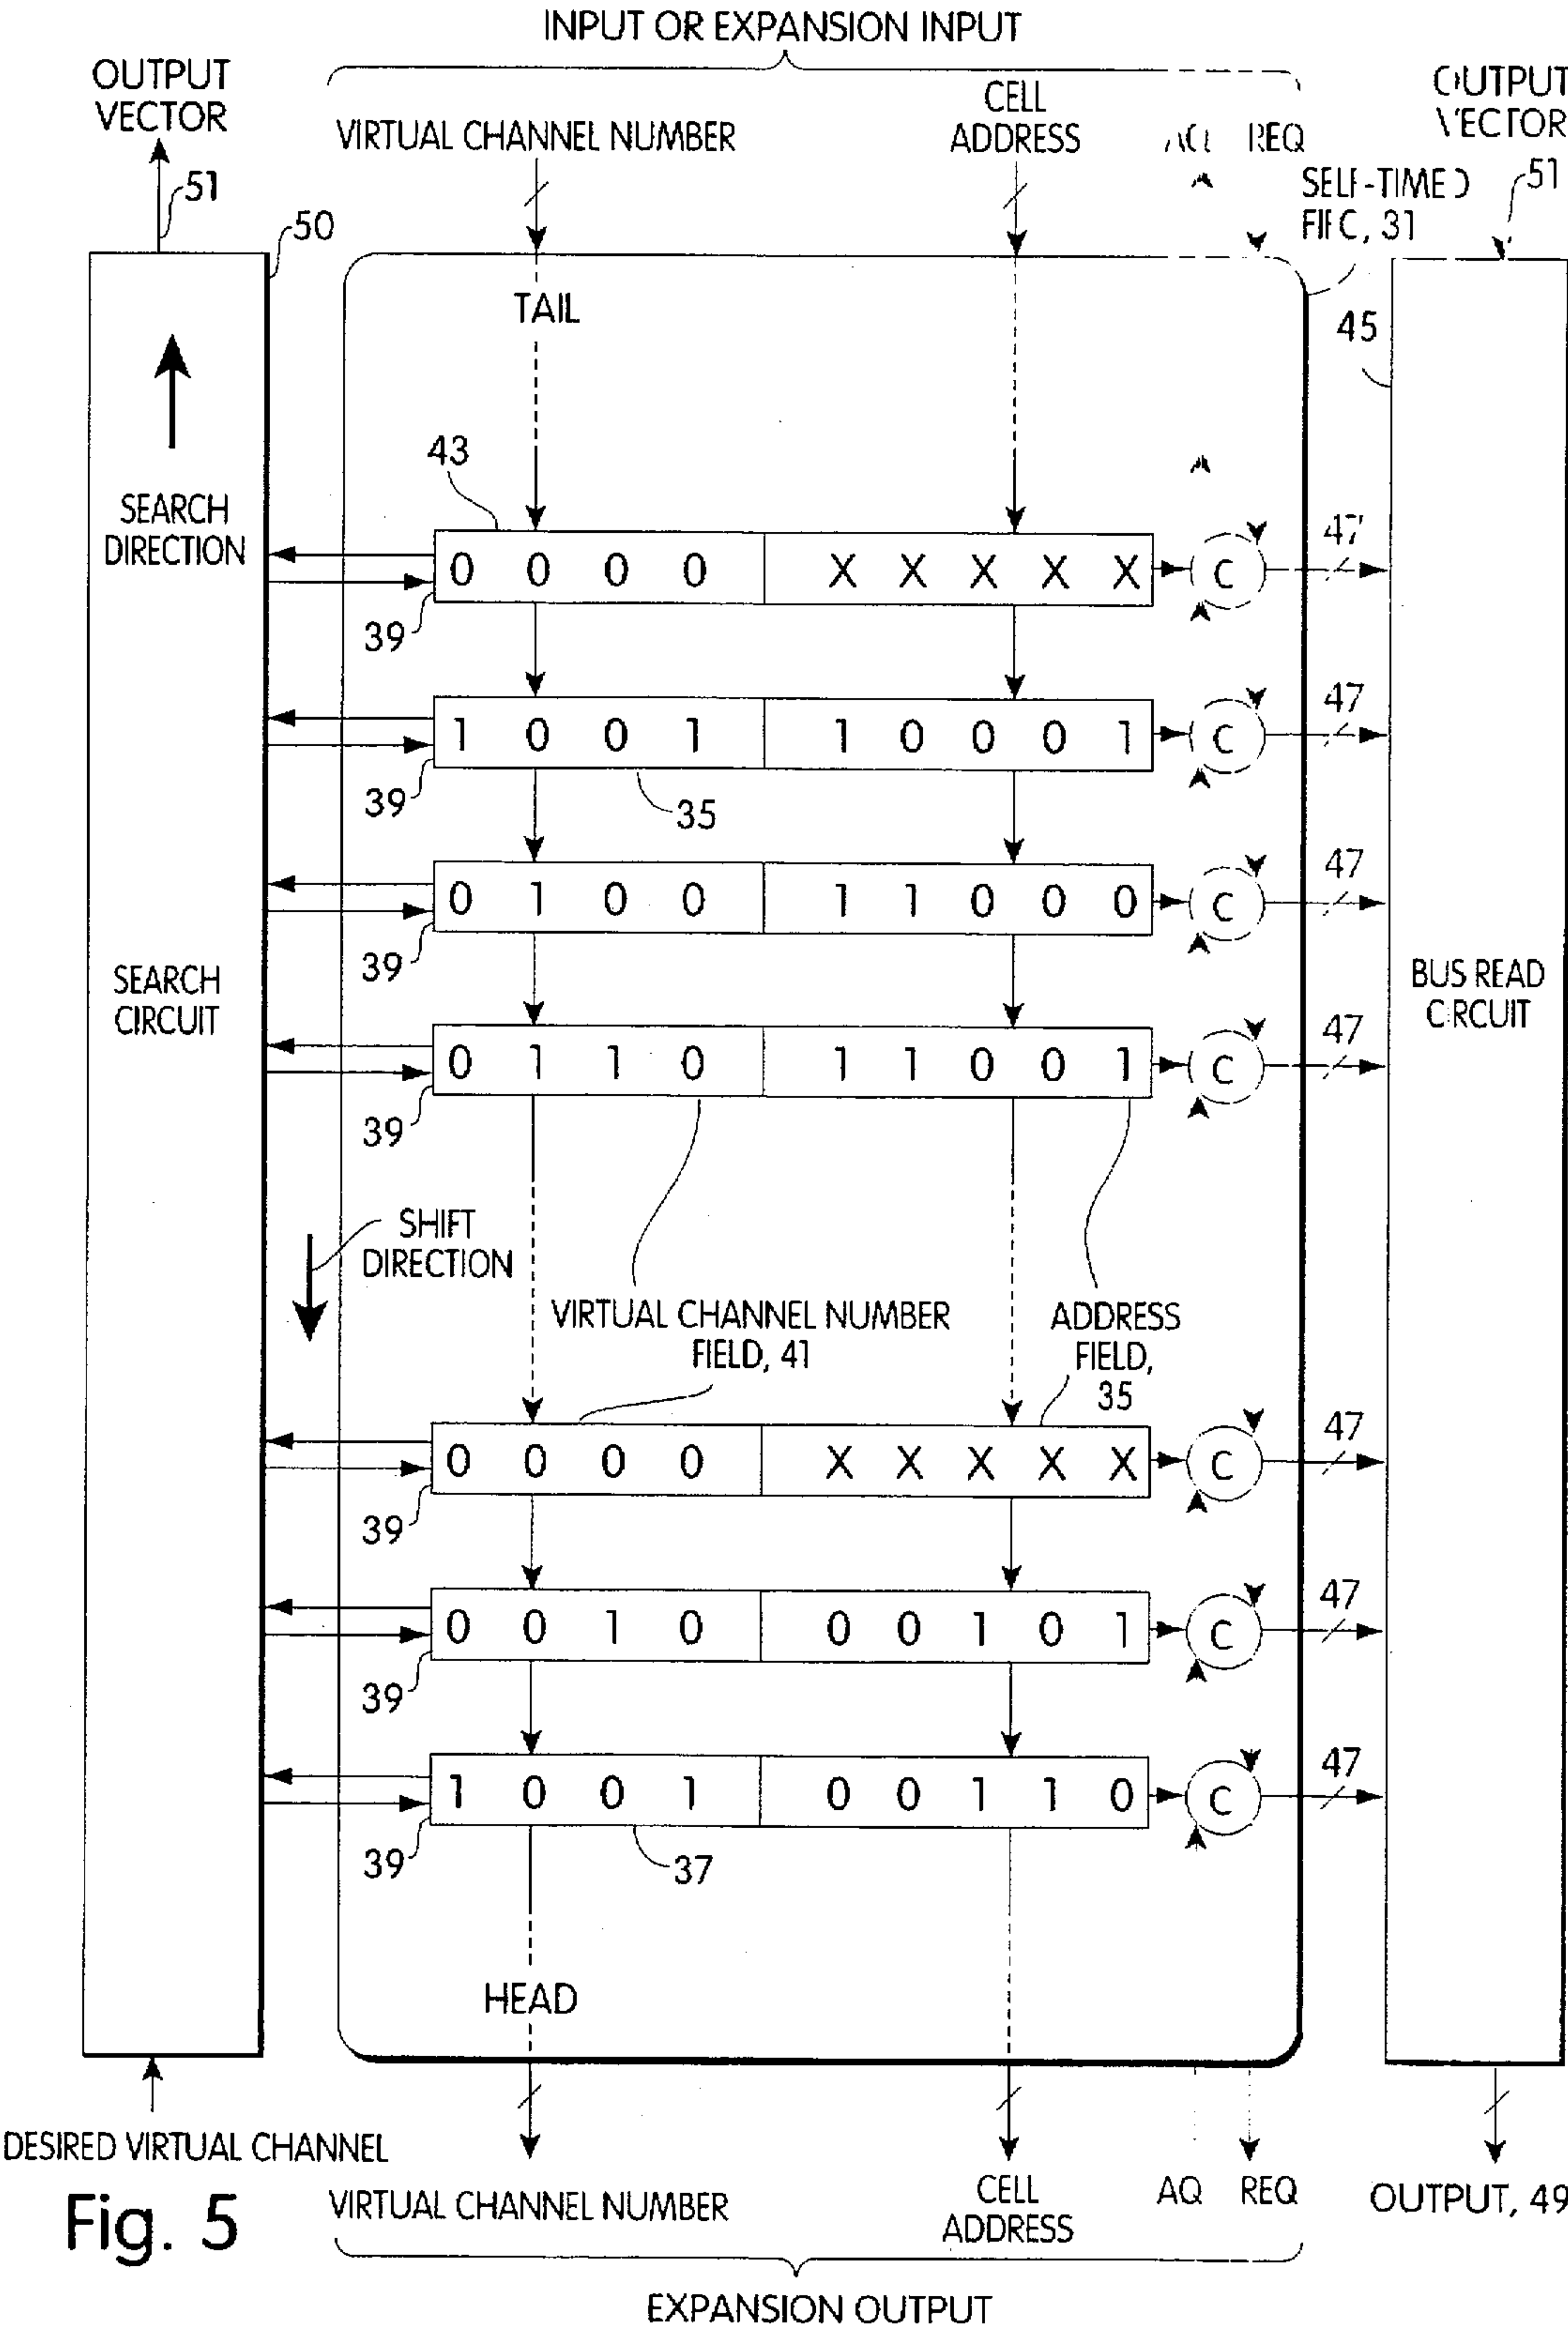 INPUT OR EXPANSION INPUT
OUTPUT
VECTOR
51
50
VIRTUAL CHANNEL NUMBER
CELL
ADDRESS
REQ
OUTPUT
VECTOR
51
SELF-TIMED
31
45
TAIL
SEARCH
DIRECTION
43
0 0 0 0 X X X X X C 47
39
1 0 0 1 1 0 0 0 1 C 47
39
35
0 1 0 0 1 1 0 0 0 C 47
39
SEARCH
CIRCUIT
BUS READ
CIRCUIT
0 1 1 0 1 1 0 0 1 C 47
39
SHIFT
DIRECTION
VIRTUAL CHANNEL NUMBER
FIELD, 41
ADDRESS
FIELD,
35
0 0 0 0 X X X X X C 47
39
0 0 1 0 0 0 1 0 1 C 47
39
1 0 0 1 0 0 1 1 0 C 47
39
37
HEAD
DESIRED VIRTUAL CHANNEL
VIRTUAL CHANNEL NUMBER
CELL
ADDRESS
AQ
REQ
OUTPUT, 49
Fig. 5
EXPANSION OUTPUT